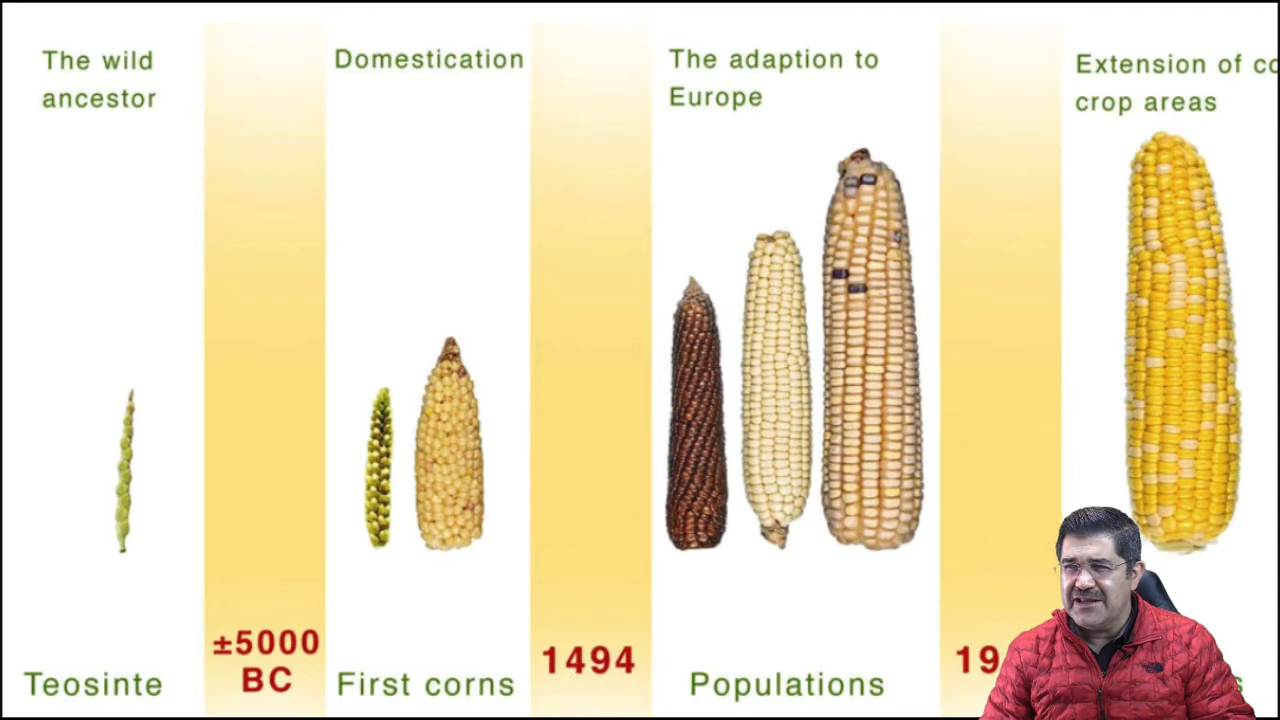 The wild
ancestor
Domestication
The adaption to
Europe
Extension of co
crop areas
±5000
BC
1494
19
Teosinte
First corns
Populations
s